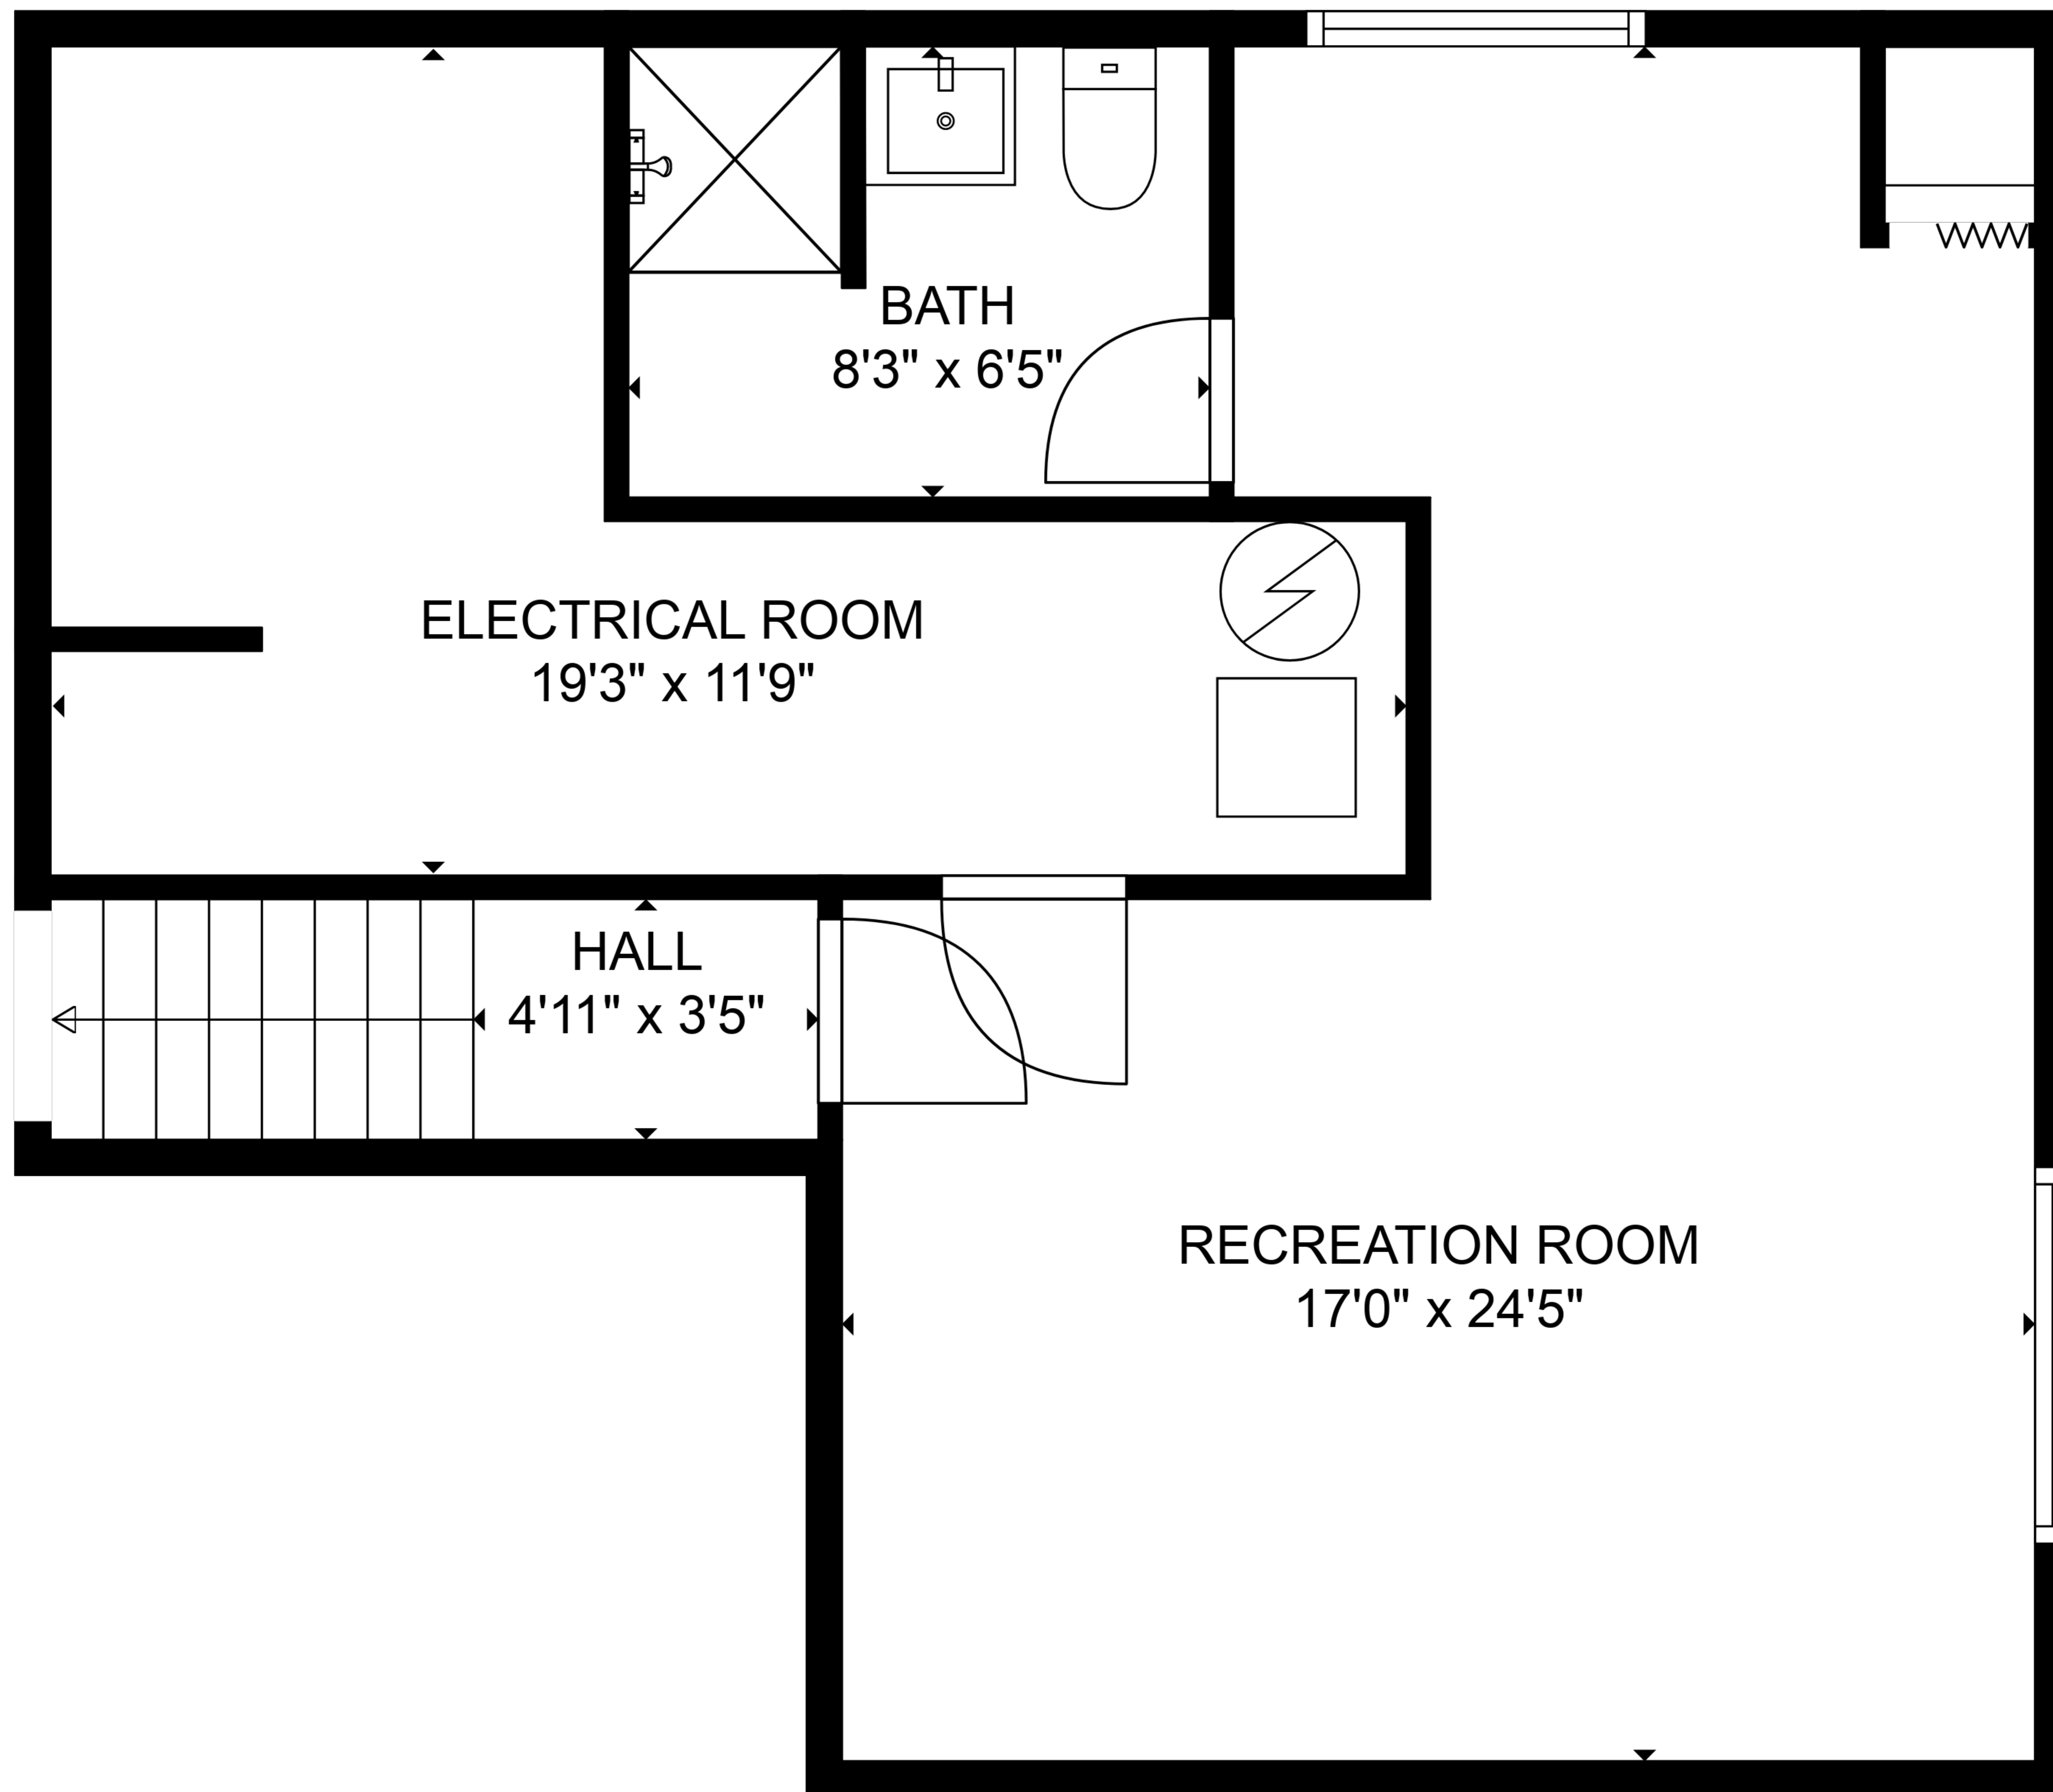 BATH
8'3" x 6'5"
ELECTRICAL ROOM
19'3" x 11'9"
HALL
4'11" x 3'5"
RECREATION ROOM
17'0" x 24'5"